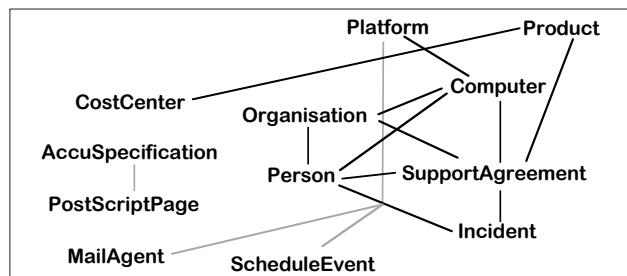 Platform
Product
Computer
CostCenter
Organisation
AccuSpecification
Person
SupportAgreement
PostScriptPage
Incident
MailAgent
ScheduleEvent